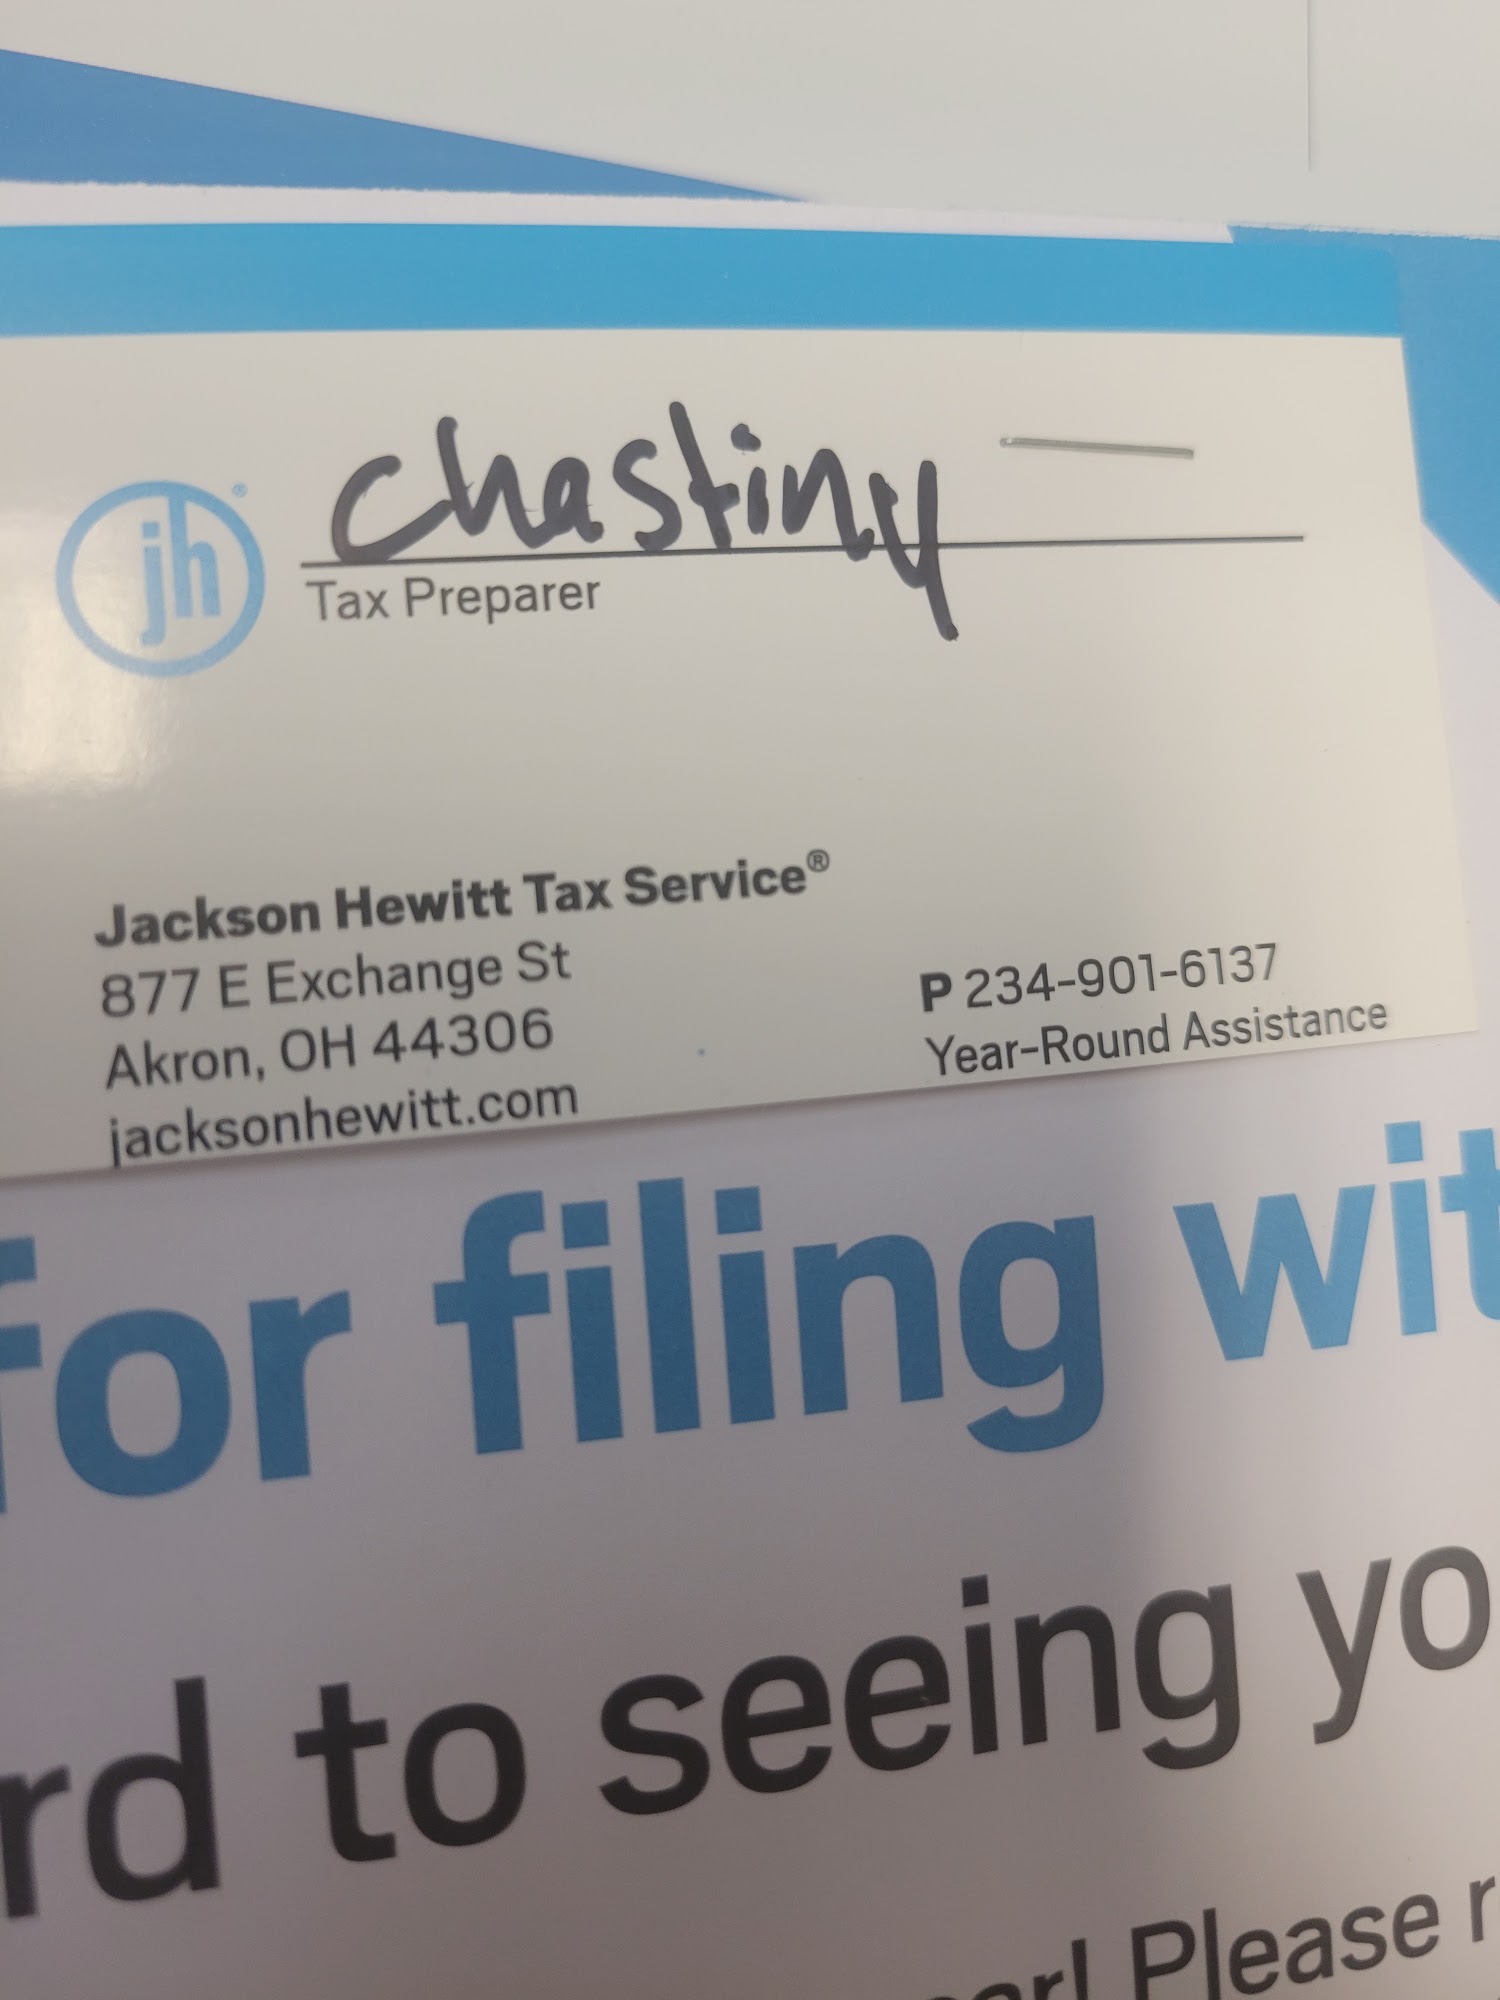 chastiny
jh®
Tax Preparer
Jackson Hewitt Tax Service®
877 E Exchange St
Akron, OH 44306
jacksonhewitt.com
P 234-901-6137
Year-Round Assistance
for filing wit
rd to seeing yo
Please r